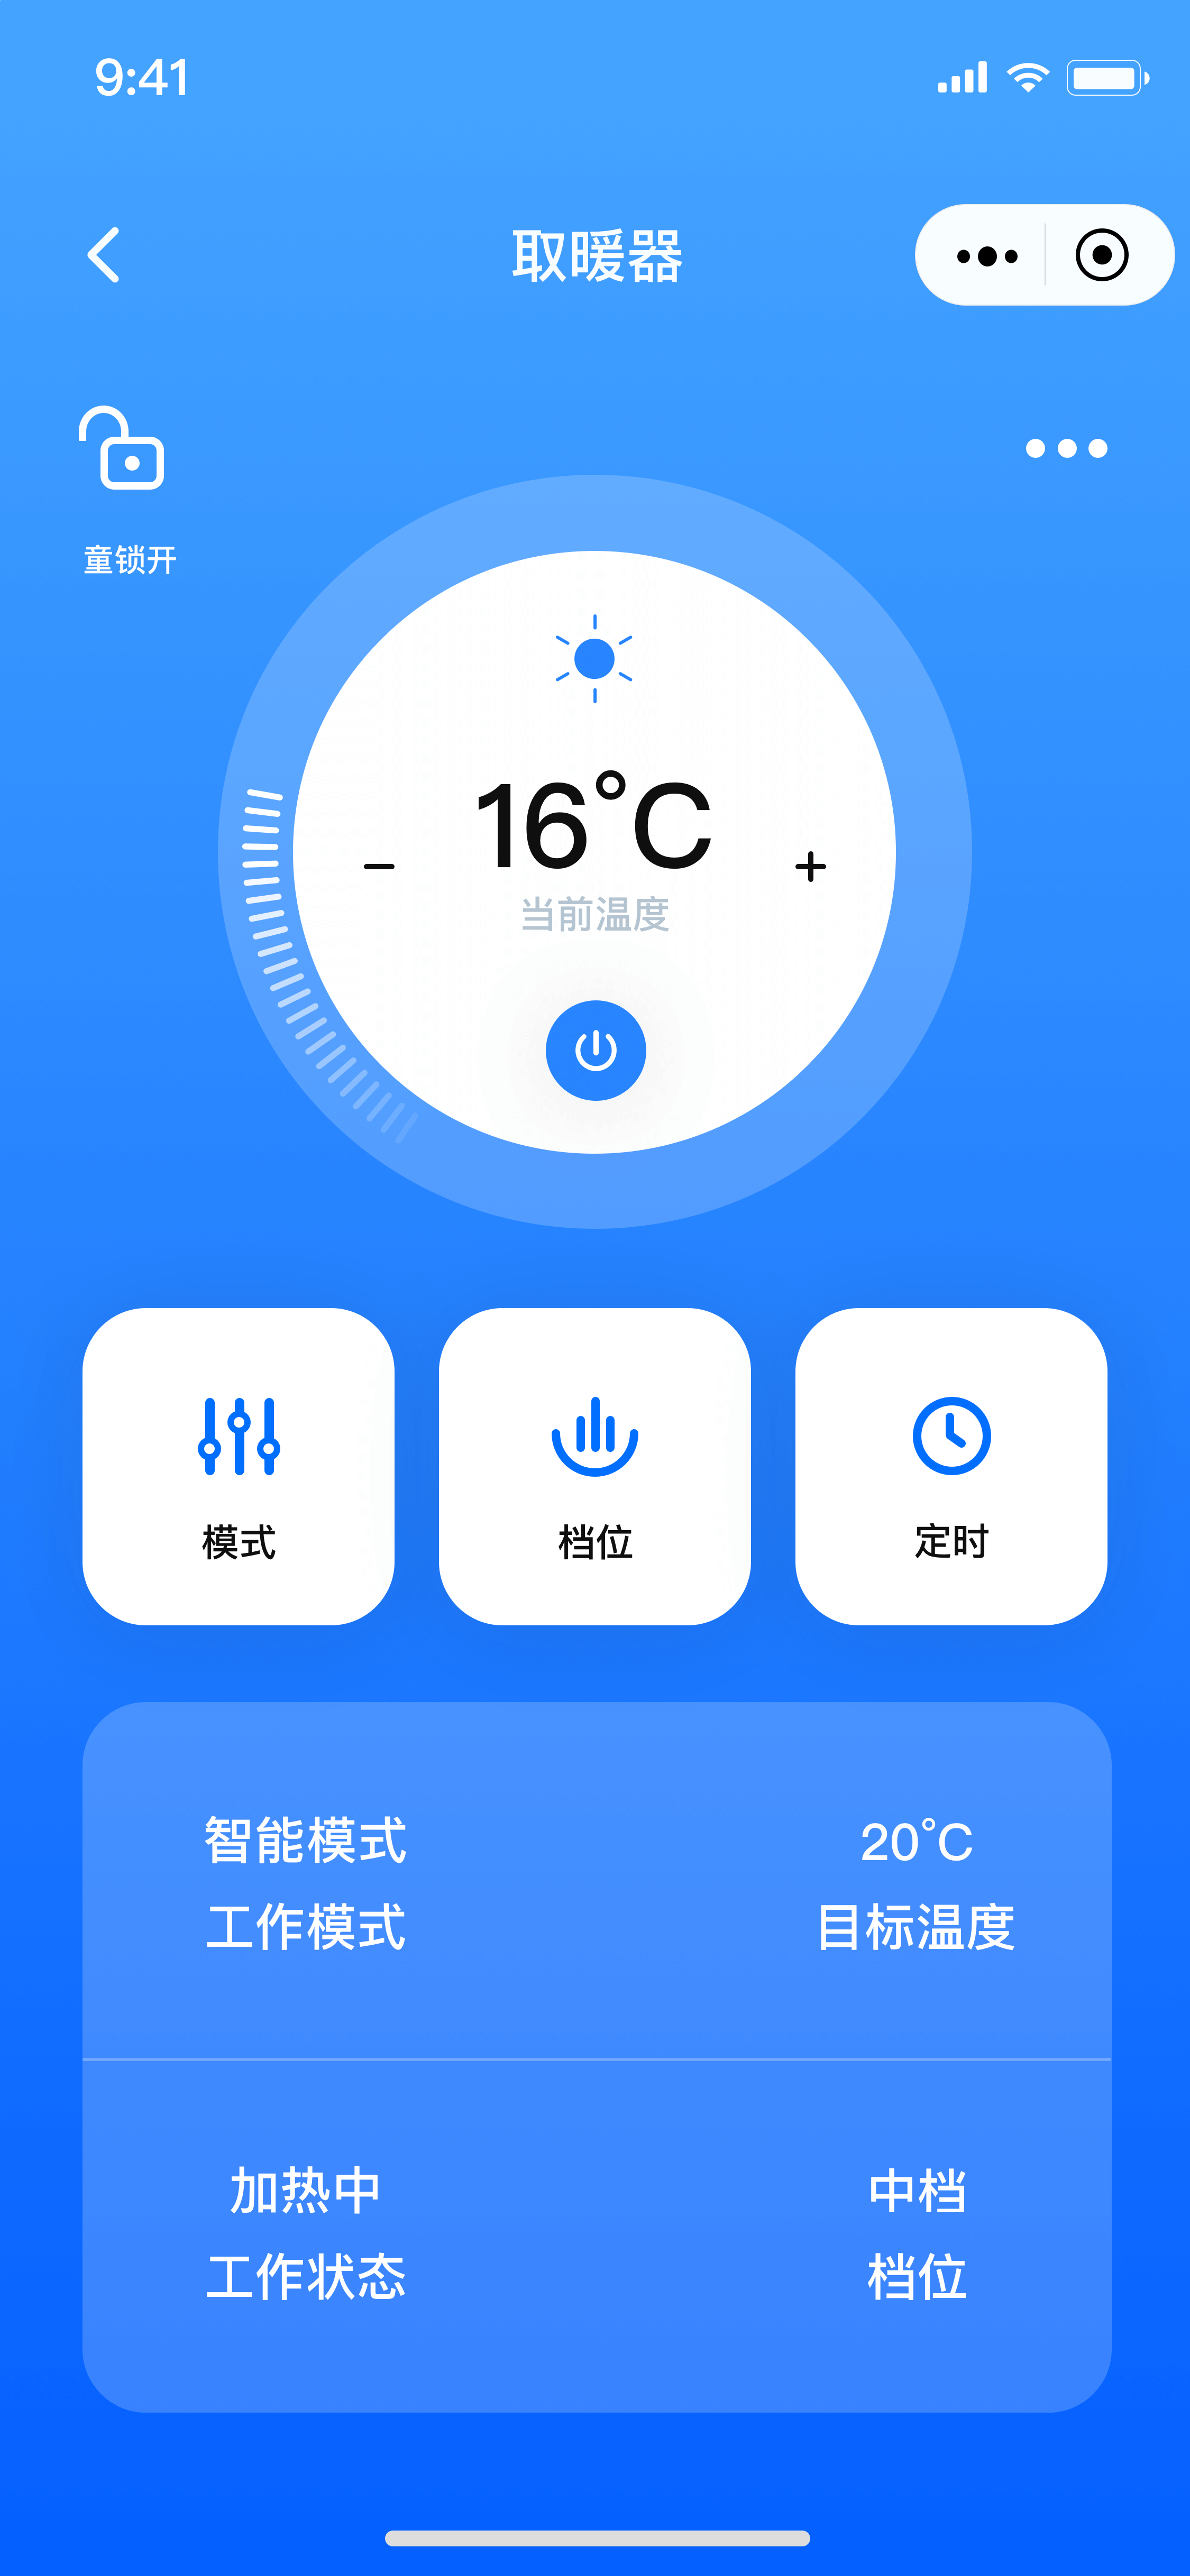 9:41
取暖器
童锁开
16°C
当前温度
模式
档位
定时
智能模式
20°C
工作模式
目标温度
加热中
中档
工作状态
档位